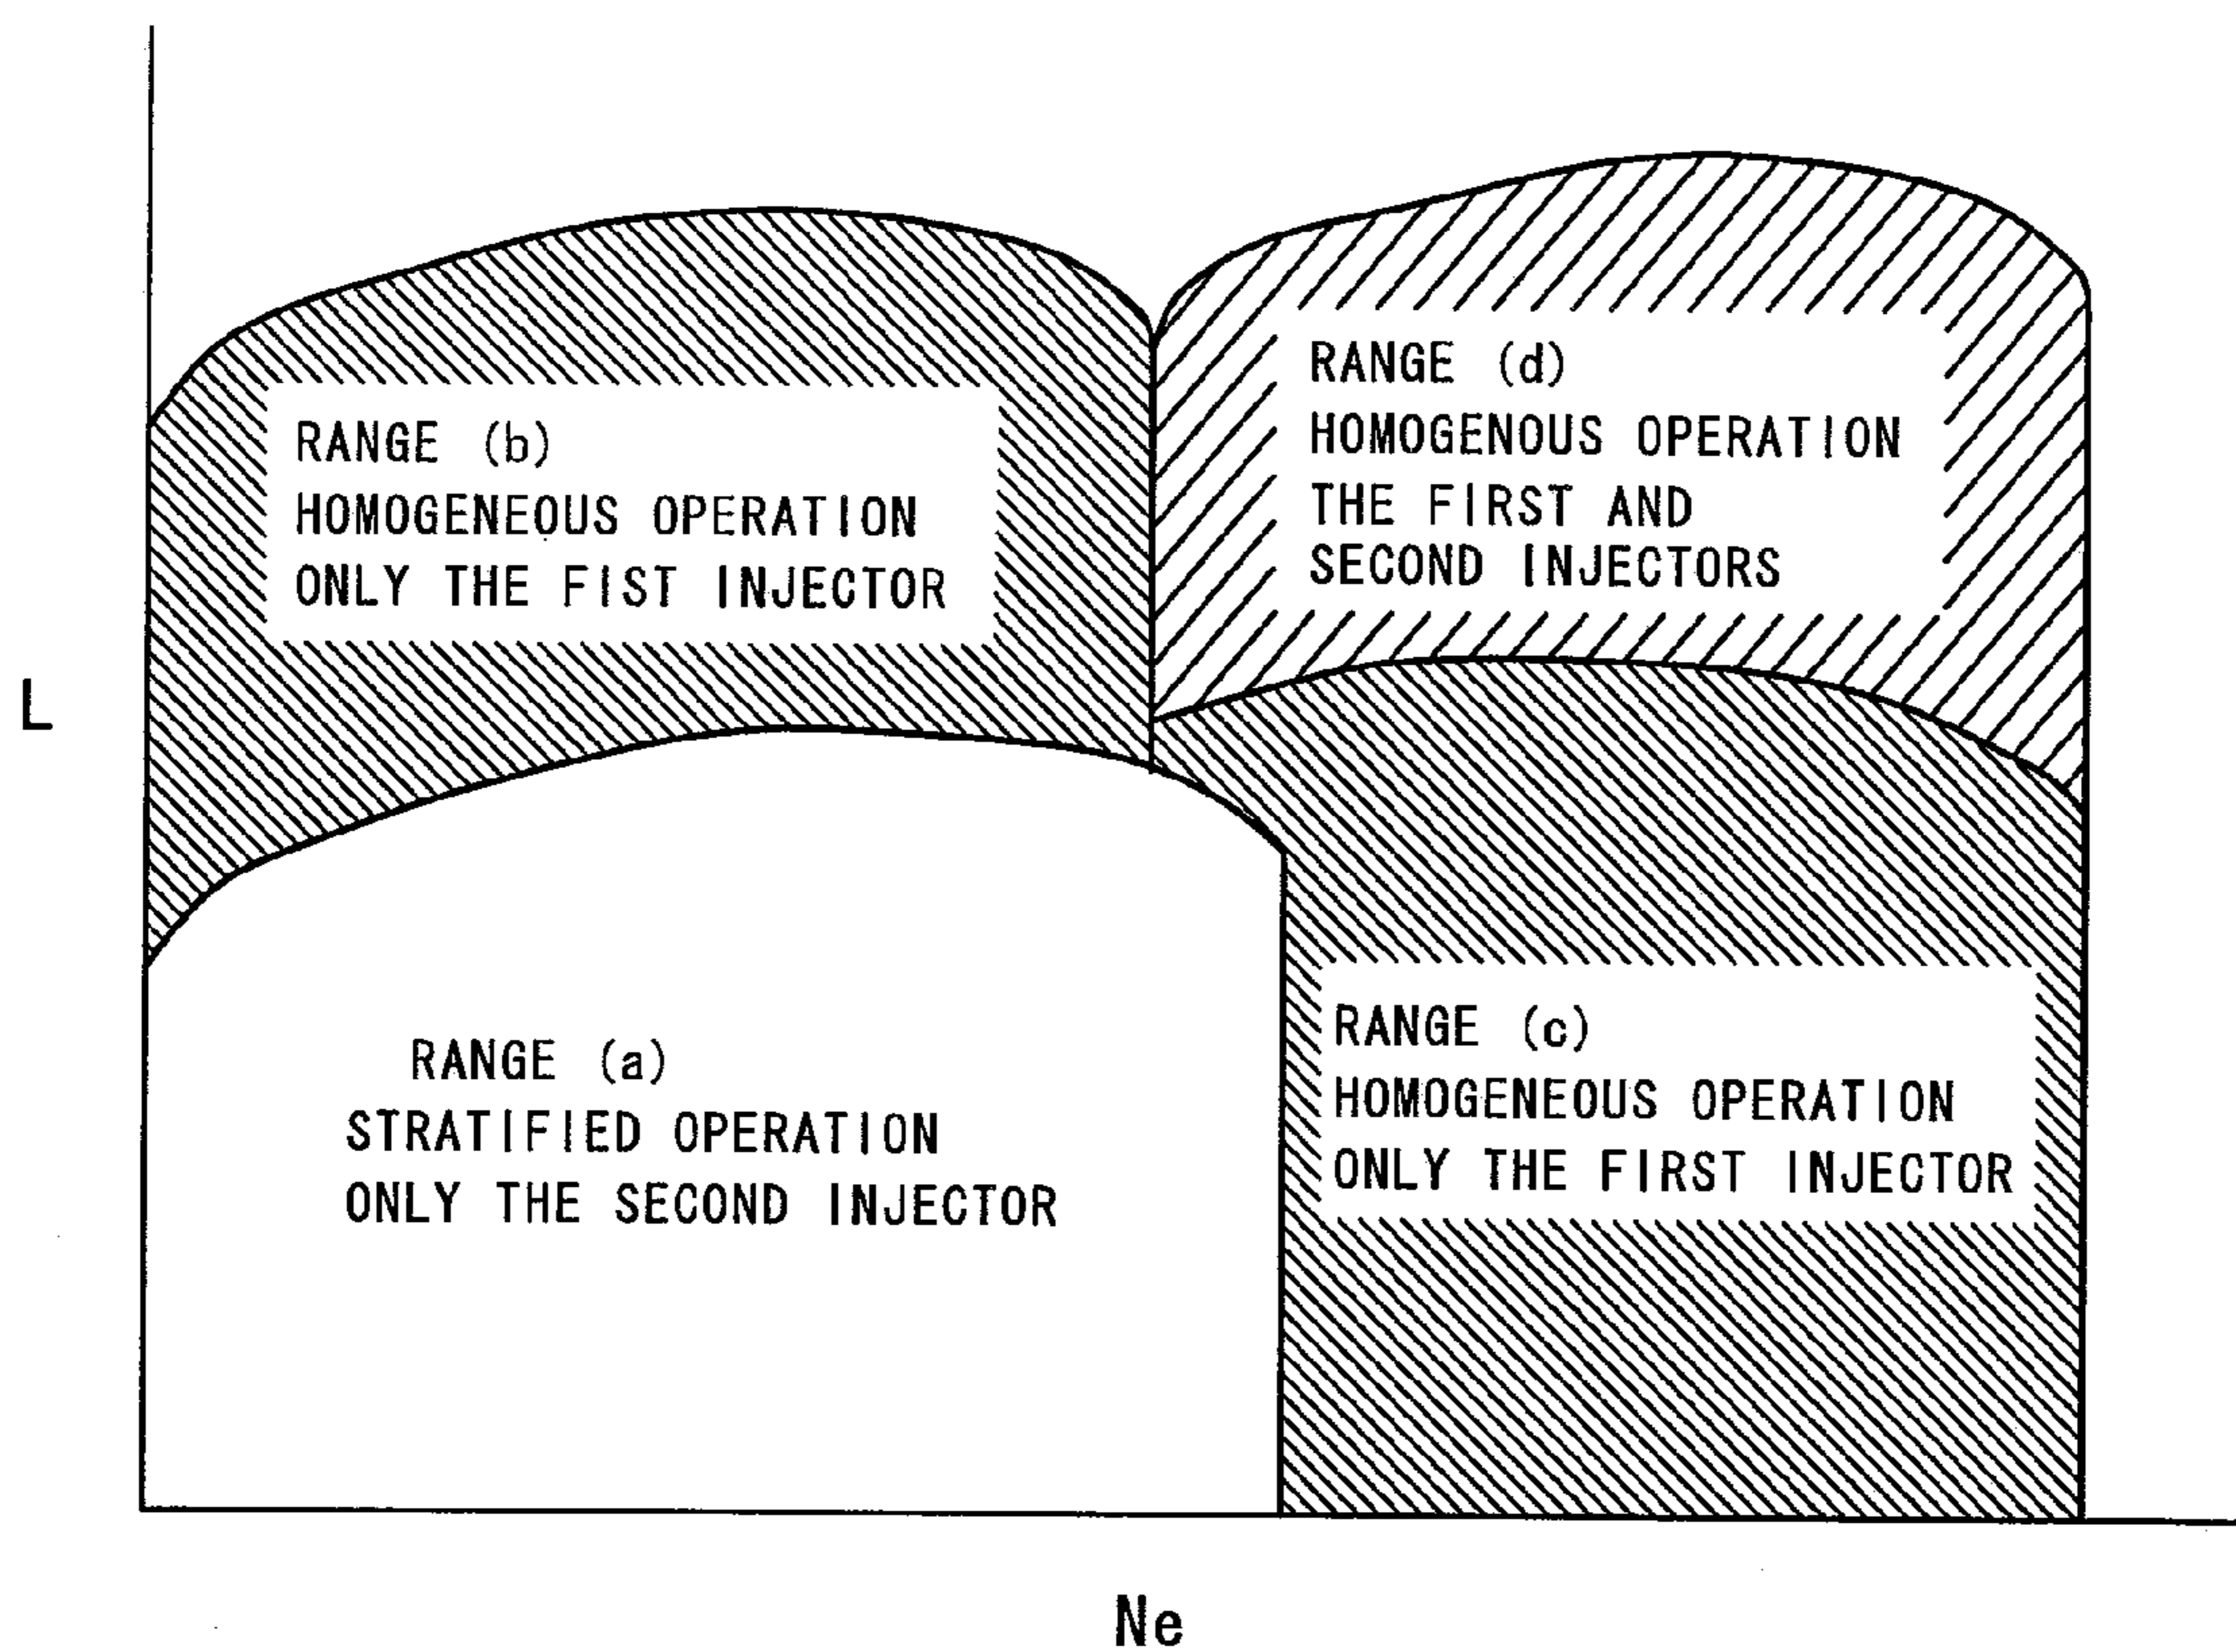 RANGE (b)
HOMOGENEOUS OPERATION
ONLY THE FIST INJECTOR
RANGE (d)
HOMOGENOUS OPERATION
THE FIRST AND
SECOND INJECTORS
L
RANGE (a)
STRATIFIED OPERATION
ONLY THE SECOND INJECTOR
RANGE (c)
HOMOGENEOUS OPERATION
ONLY THE FIRST INJECTOR
Ne